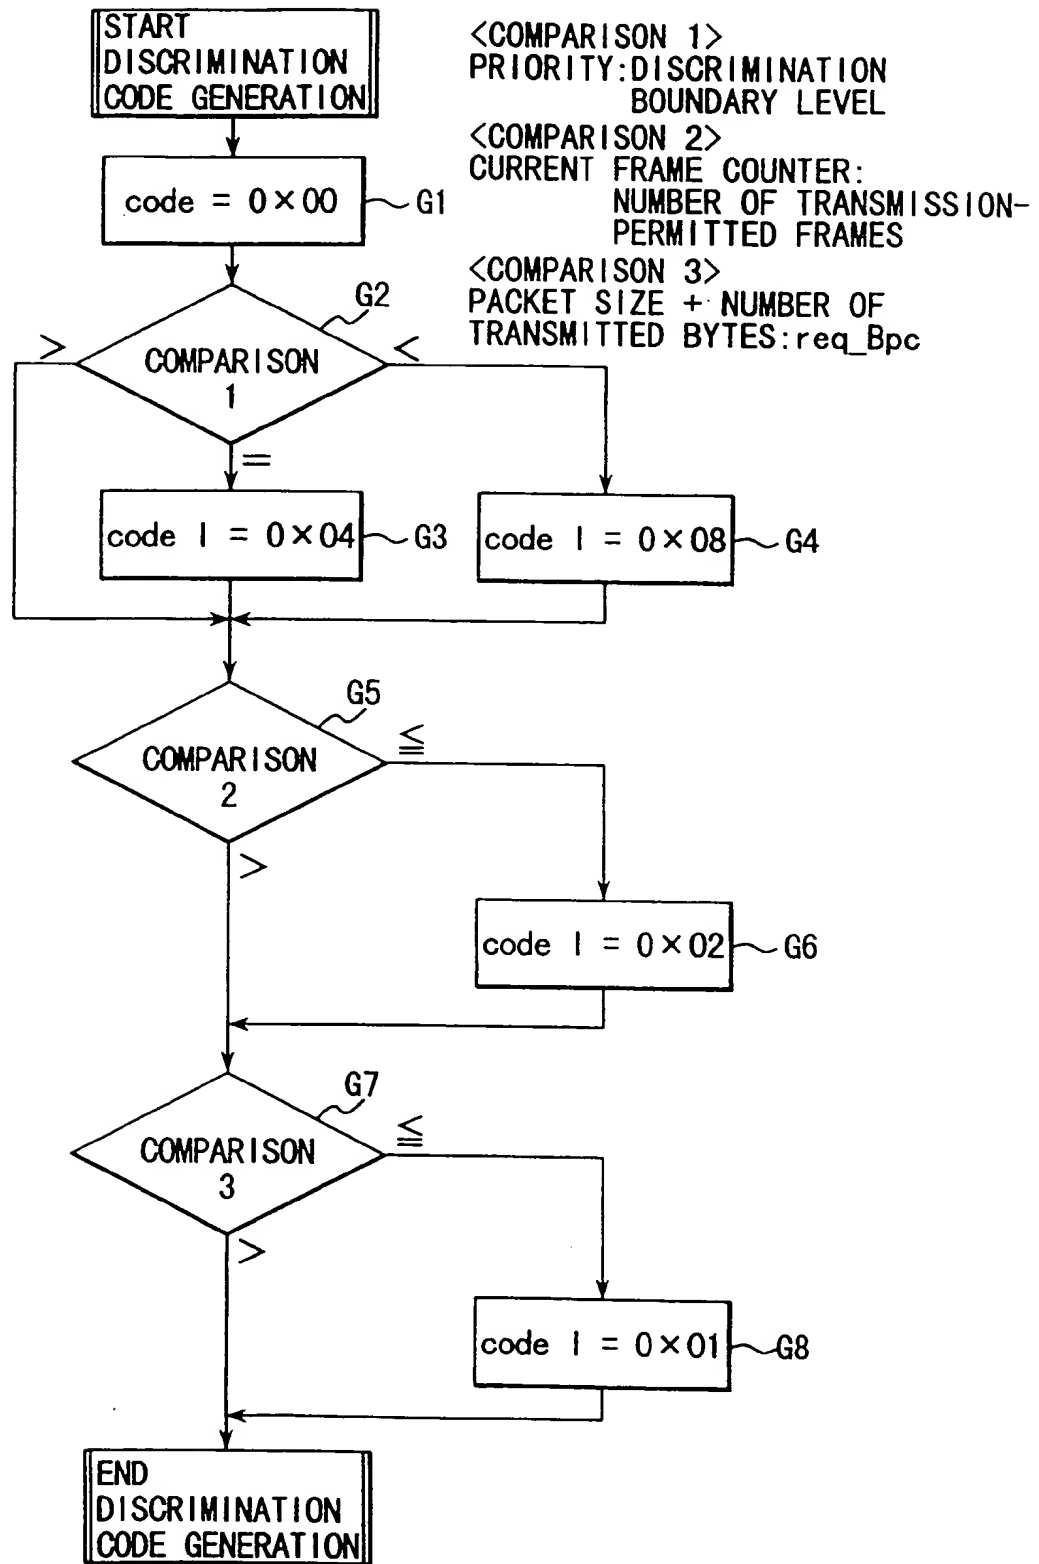 START
DISCRIMINATION
CODE GENERATION
<COMPARISON 1>
PRIORITY:DISCRIMINATION
BOUNDARY LEVEL
<COMPARISON 2>
CURRENT FRAME COUNTER:
NUMBER OF TRANSMISSION-
PERMITTED FRAMES
<COMPARISON 3>
PACKET SIZE + NUMBER OF
TRANSMITTED BYTES:req_Bpc
code = 0×00
G1
G2
>
COMPARISON
1
<
=
code | = 0×04
G3
code | = 0×08
G4
G5
COMPARISON
2
≦
>
code | = 0×02
G6
G7
COMPARISON
3
≦
>
code | = 0×01
G8
END
DISCRIMINATION
CODE GENERATION